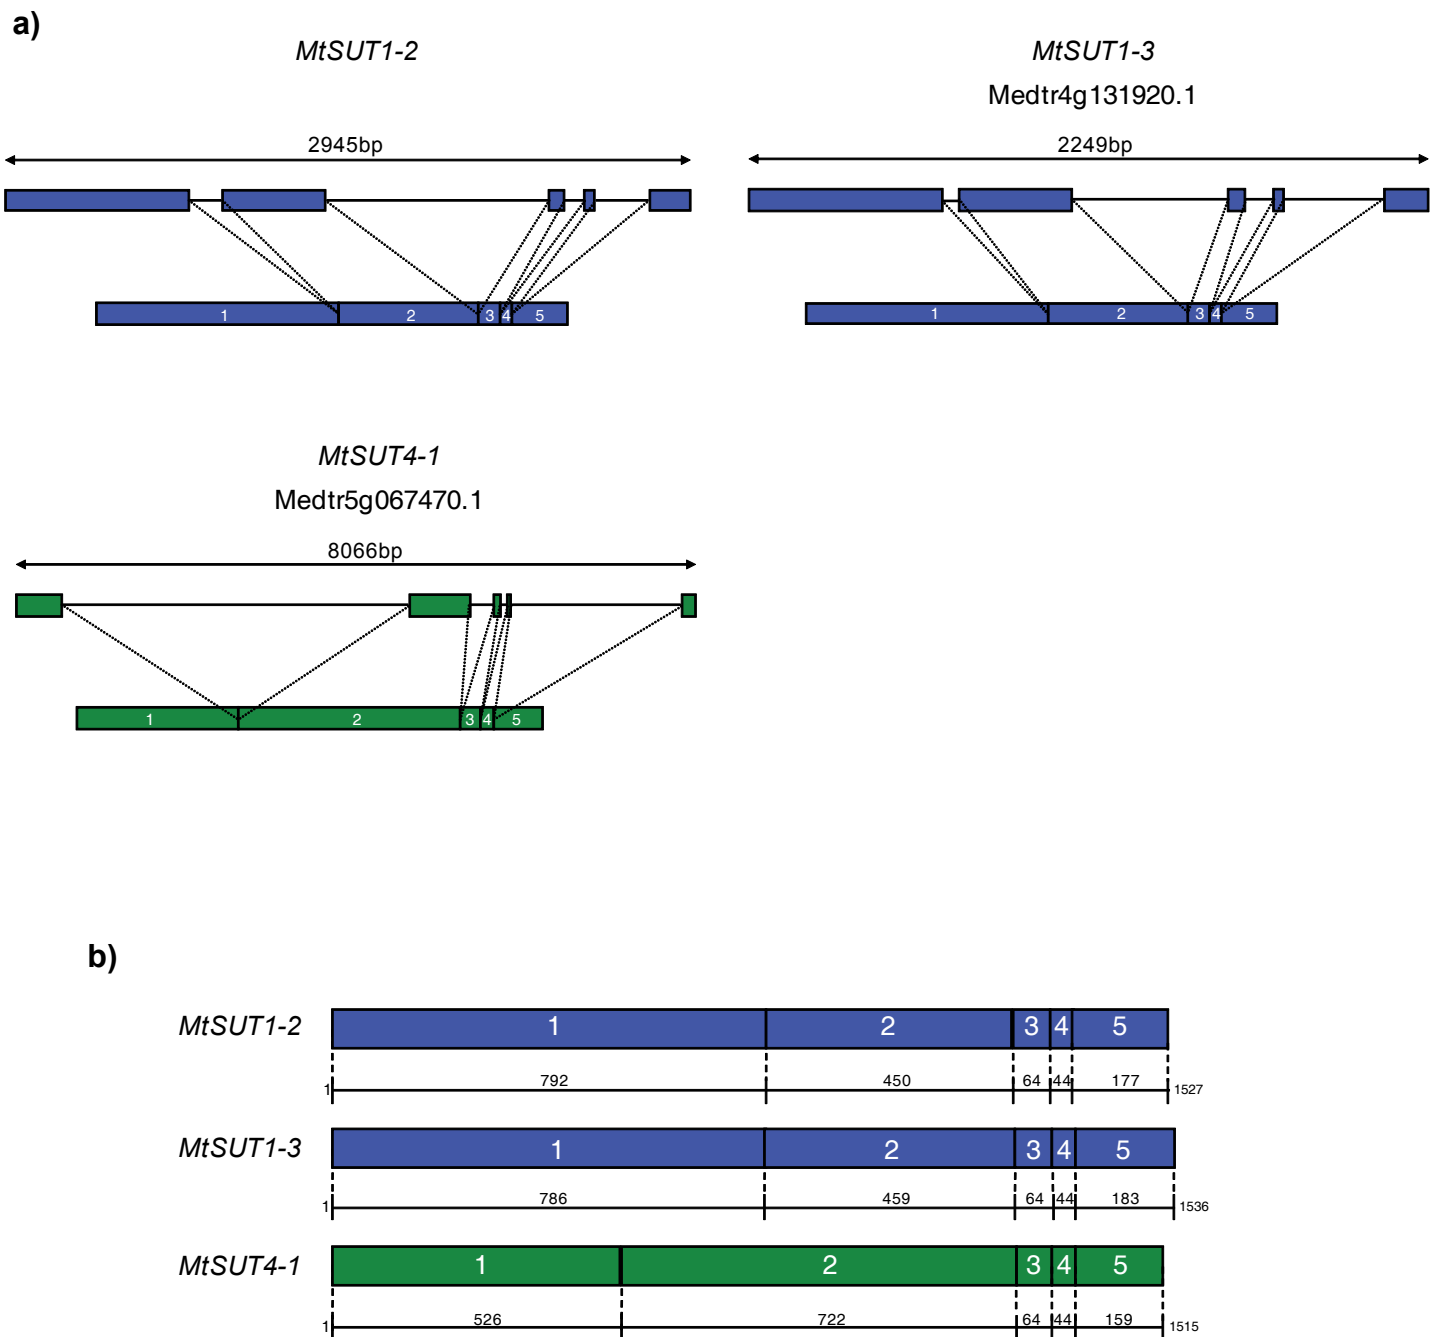 a)
MtSUT1-2
2945bp
1 2 3 4 5
MtSUT1-3
Medtr4g131920.1
2249bp
1 2 3 4 5
MtSUT4-1
Medtr5g067470.1
8066bp
1 2 3 4 5
b)
MtSUT1-2 1 2 3 4 5
1 792 450 64 44 177 1527
MtSUT1-3 1 2 3 4 5
1 786 459 64 44 183 1536
MtSUT4-1 1 2 3 4 5
1 526 722 64 44 159 1515